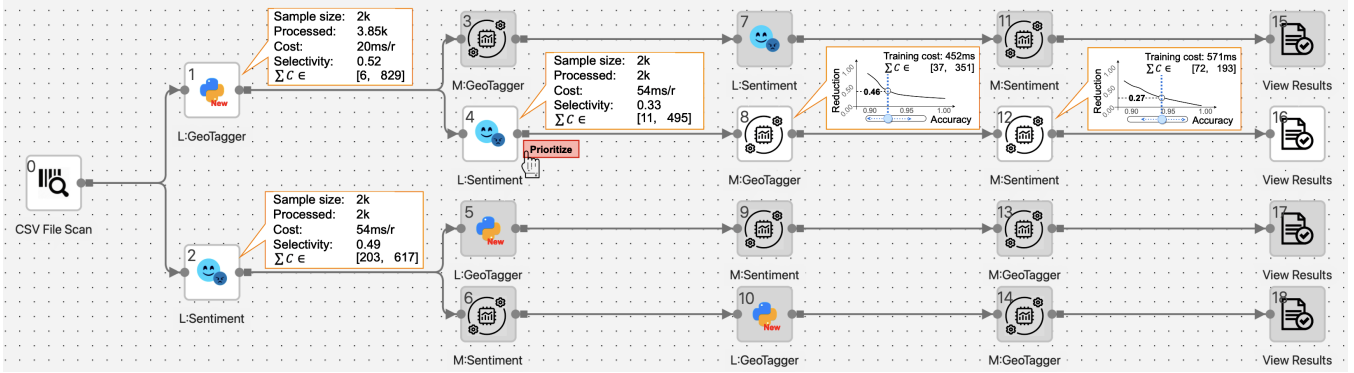 Sample size: 2k
Processed: 3.85k
Cost: 20ms/r
Selectivity: 0.52
∑ C ∈ [6, 829]
1
New
L:GeoTagger
3
M:GeoTagger
Sample size: 2k
Processed: 2k
Cost: 54ms/r
Selectivity: 0.33
∑ C ∈ [11, 495]
4
Prioritize
L:Sentiment
7
L:Sentiment
Training cost: 452ms
∑ C ∈ [37, 351]
Reduction
1.00
0.50
0.00
0.46
0.90 0.95 1.00
Accuracy
8
M:GeoTagger
11
M:Sentiment
Training cost: 571ms
∑ C ∈ [72, 193]
Reduction
1.00
0.50
0.00
0.27
0.90 0.95 1.00
Accuracy
12
M:Sentiment
15
View Results
16
View Results
0
CSV File Scan
Sample size: 2k
Processed: 2k
Cost: 54ms/r
Selectivity: 0.49
∑ C ∈ [203, 617]
2
L:Sentiment
5
New
L:GeoTagger
9
M:Sentiment
13
M:GeoTagger
17
View Results
6
M:Sentiment
10
New
L:GeoTagger
14
M:GeoTagger
18
View Results